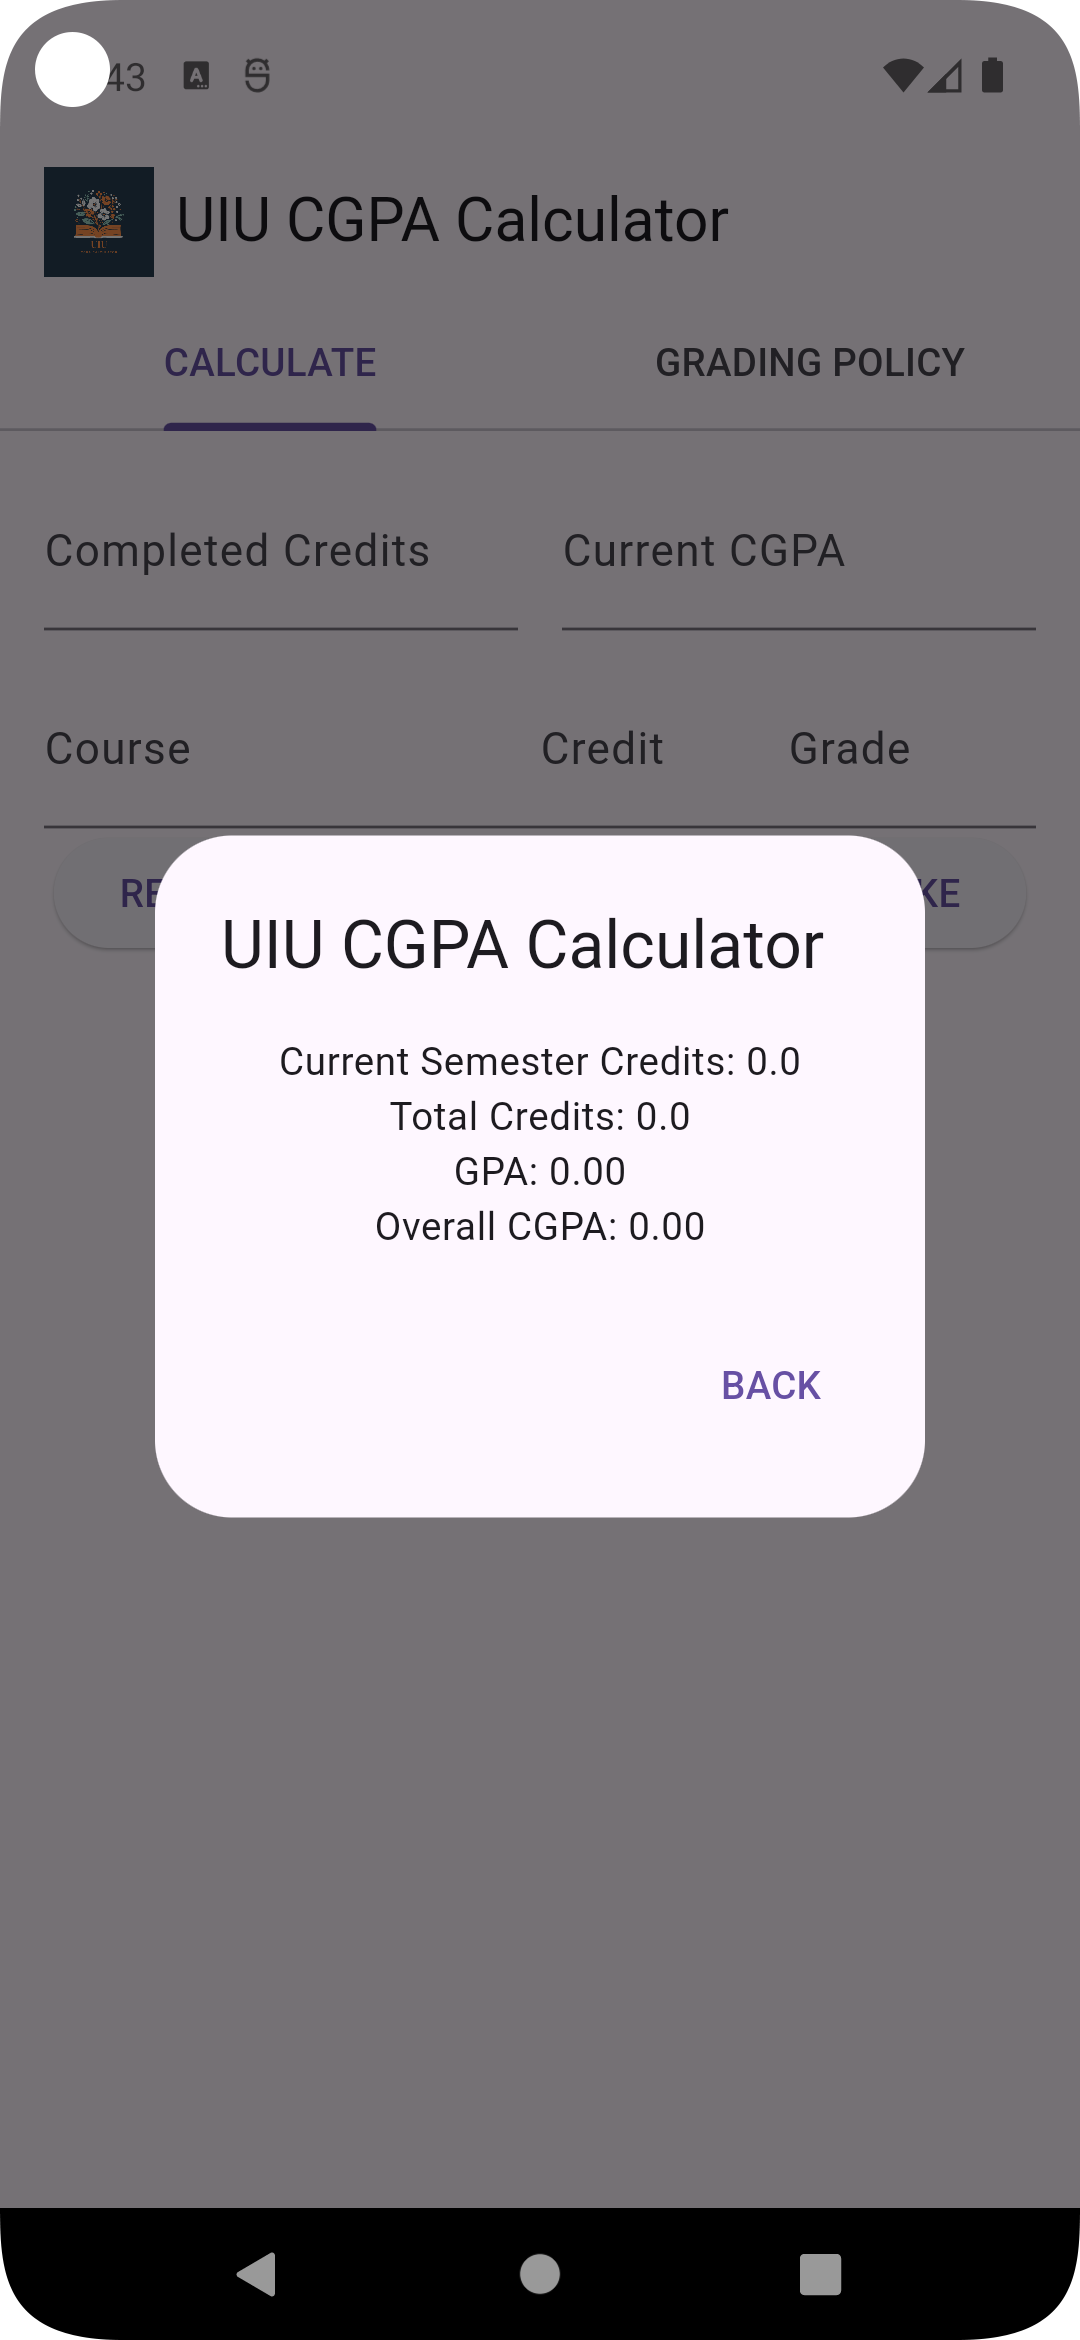 43
UIU CGPA Calculator
UIU
CALCULATE GRADING POLICY
Completed Credits Current CGPA
Course Credit Grade
RE KE
UIU CGPA Calculator
Current Semester Credits: 0.0
Total Credits: 0.0
GPA: 0.00
Overall CGPA: 0.00
BACK